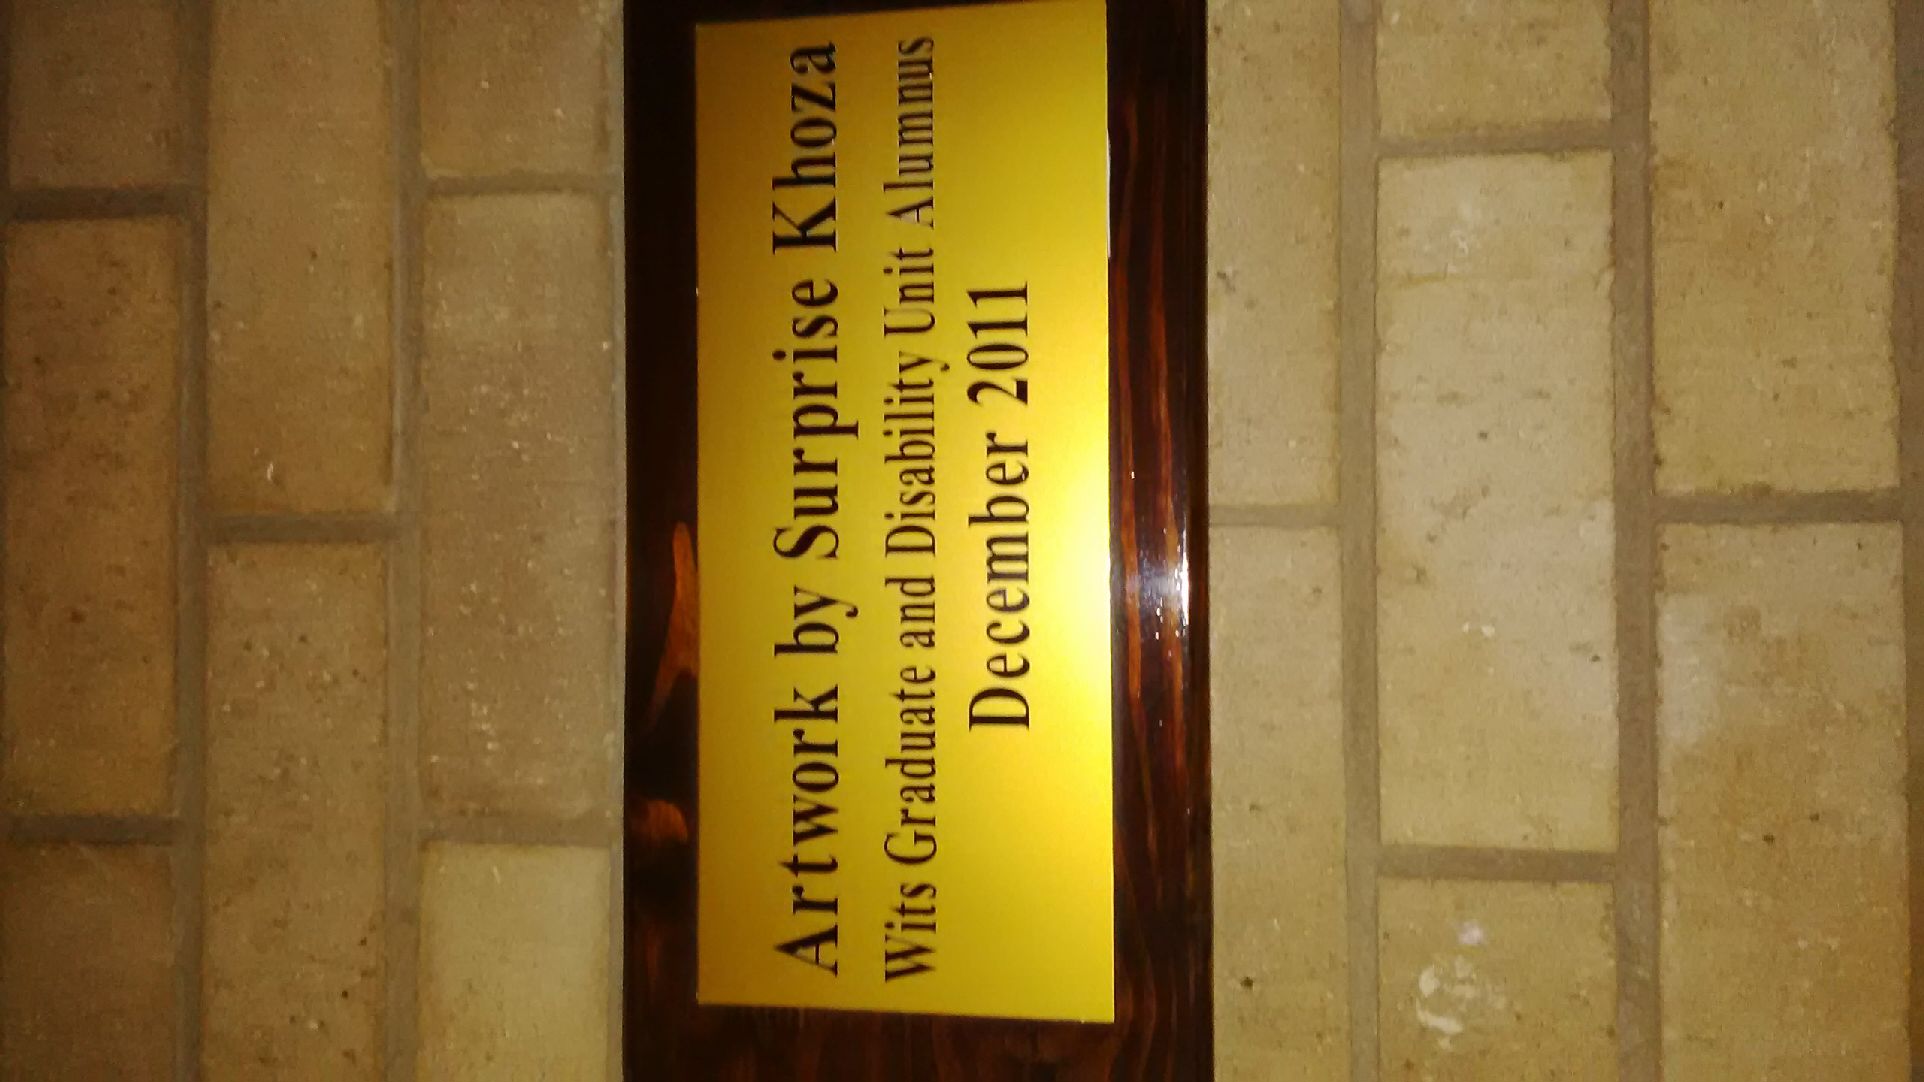 Artwork by Surprise Khoza
Wits Graduate and Disability Unit Alumnus
December 2011